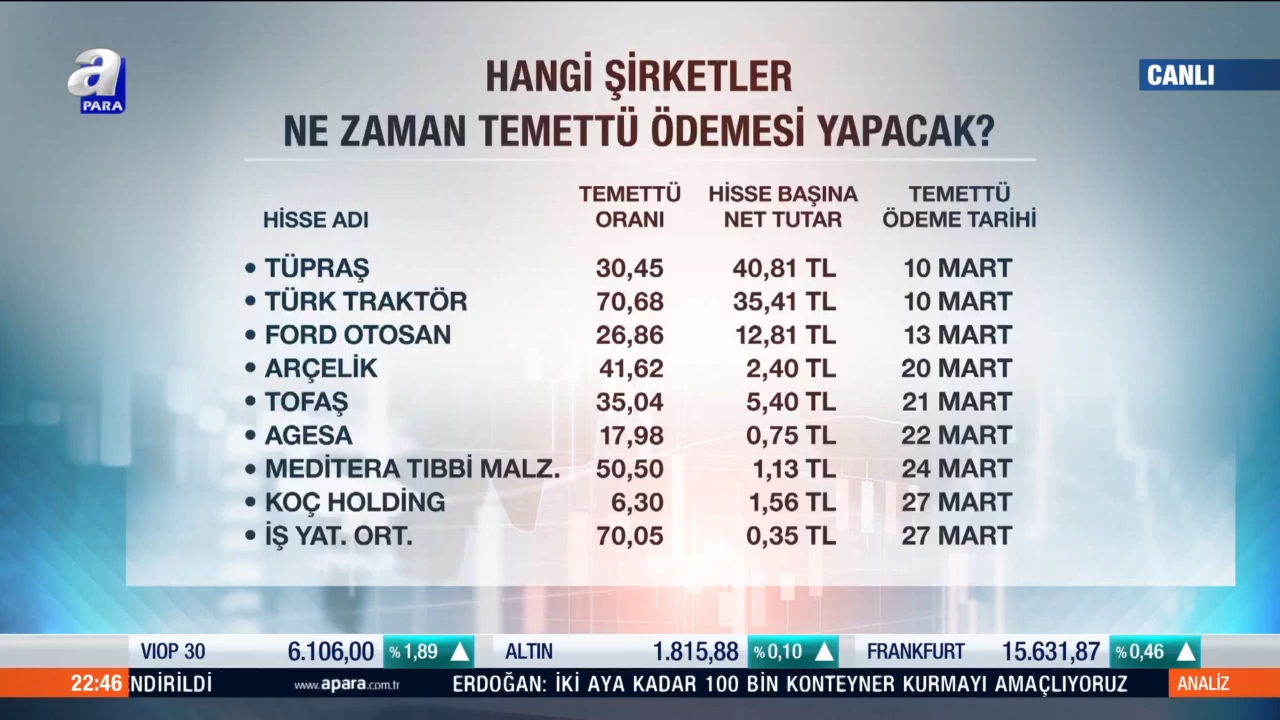 a
PARA
CANLI
HANGİ ŞİRKETLER
NE ZAMAN TEMETTÜ ÖDEMESİ YAPACAK?
HİSSE ADI TEMETTÜ ORANI HİSSE BAŞINA NET TUTAR TEMETTÜ ÖDEME TARİHİ
• TÜPRAŞ 30,45 40,81 TL 10 MART
• TÜRK TRAKTÖR 70,68 35,41 TL 10 MART
• FORD OTOSAN 26,86 12,81 TL 13 MART
• ARÇELİK 41,62 2,40 TL 20 MART
• TOFAŞ 35,04 5,40 TL 21 MART
• AGESA 17,98 0,75 TL 22 MART
• MEDİTERA TIBBİ MALZ. 50,50 1,13 TL 24 MART
• KOÇ HOLDİNG 6,30 1,56 TL 27 MART
• İŞ YAT. ORT. 70,05 0,35 TL 27 MART
VIOP 30 6.106,00 %1,89 ▲ ALTIN 1.815,88 %0,10 ▲ FRANKFURT 15.631,87 %0,46 ▲
22:46 ENDİRİLDİ www.apara.com.tr ERDOĞAN: İKİ AYA KADAR 100 BİN KONTEYNER KURMAYI AMAÇLIYORUZ ANALİZ